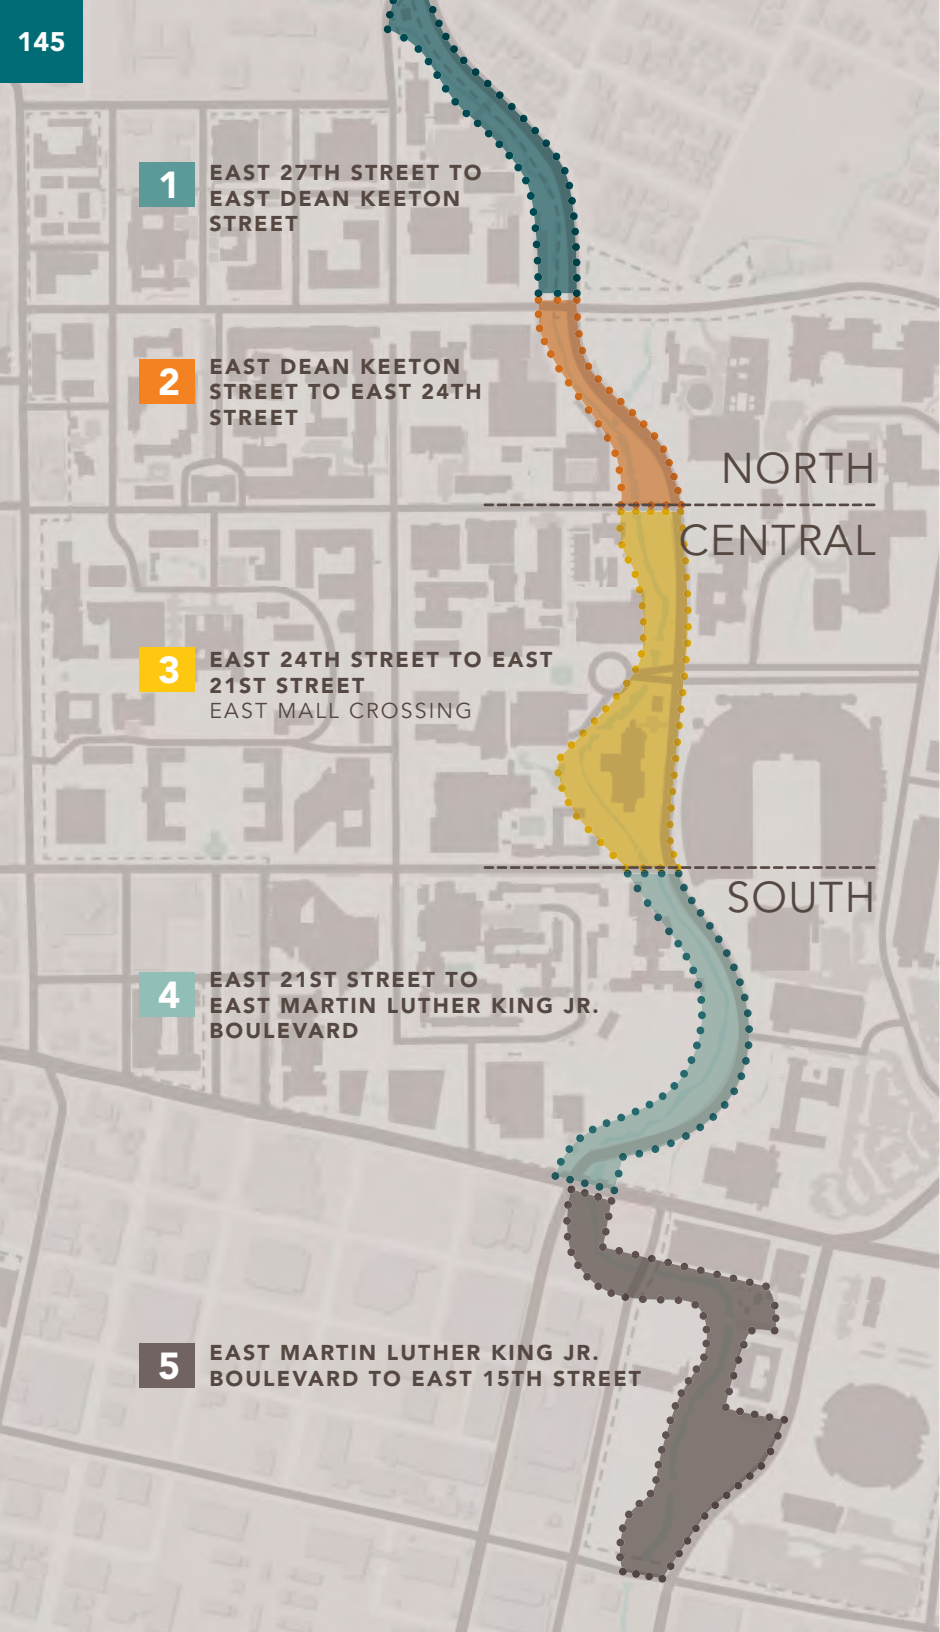 145
1
EAST 27TH STREET TO
EAST DEAN KEETON
STREET
2
EAST DEAN KEETON
STREET TO EAST 24TH
STREET
NORTH
CENTRAL
3
EAST 24TH STREET TO EAST
21ST STREET
EAST MALL CROSSING
SOUTH
4
EAST 21ST STREET TO
EAST MARTIN LUTHER KING JR.
BOULEVARD
5
EAST MARTIN LUTHER KING JR.
BOULEVARD TO EAST 15TH STREET